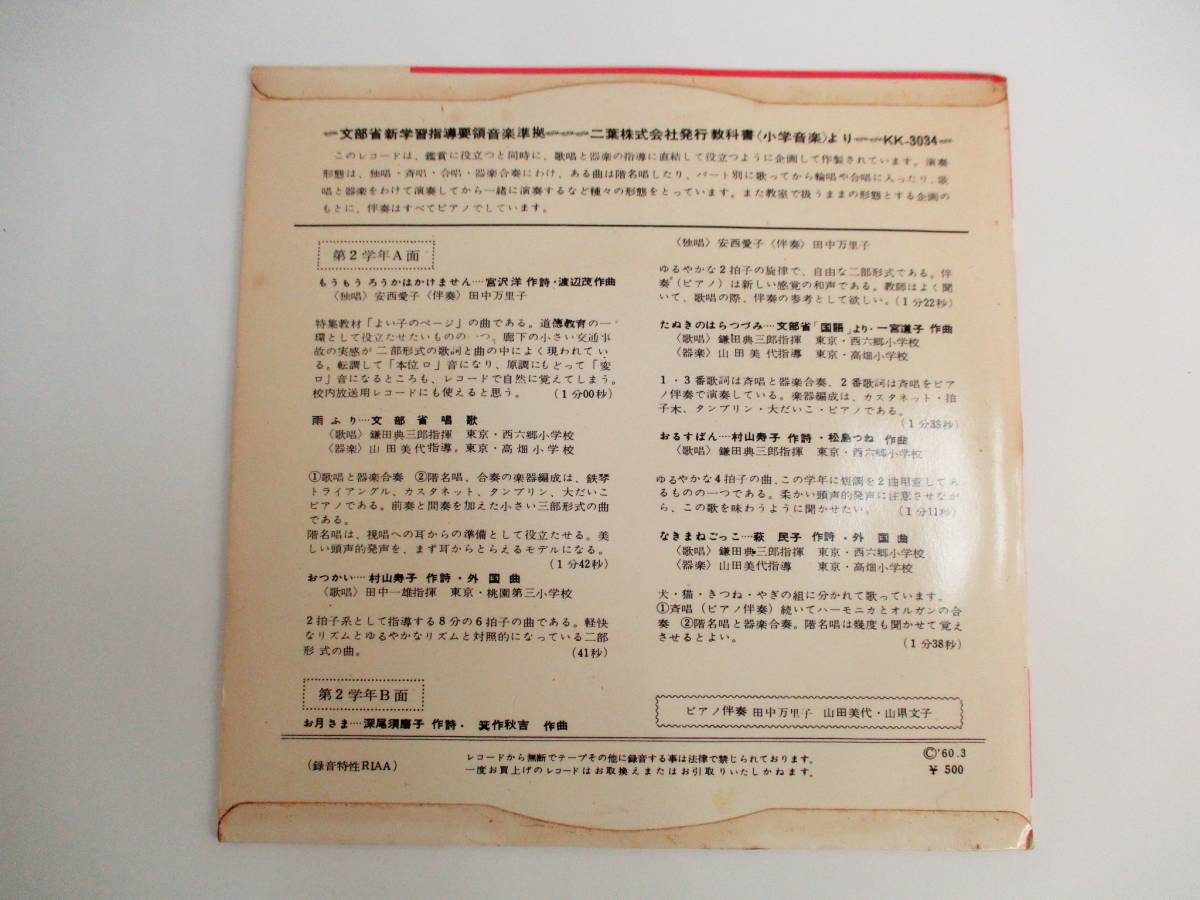 ー文部省新学習指導要領音楽準拠ーーーー二葉株式会社発行教科書〈小学音楽〉よりーーKK-3034ー
このレコードは、鑑賞に役立つと同時に、歌唱と器楽の指導に直結して役立つように企画して作製されています。演奏
形態は、独唱・斉唱・合唱・器楽合奏にわけ、ある曲は階名唱したり、パート別に歌ってから輪唱や合唱に入ったり、歌
唱と器楽をわけて演奏してから一緒に演奏するなど種々の形態をとっています。また教室で扱うままの形態とする企画の
もとに、伴奏はすべてピアノでしています。
第2学年A面
もうもう ろうかはかけません…宮沢洋 作詩・渡辺茂作曲
〈独唱〉安西愛子〈伴奏〉田中万里子
特集教材「よい子のページ」の曲である。道徳教育の一
環として役立たせたいものの一つ。廊下の小さい交通事
故の実感が二部形式の歌詞と曲の中によく現われてい
る。転調して「本位ロ」音になり、原調にもどって「変
ロ」音になるところも、レコードで自然に覚えてしまう。
校内放送用レコードにも使えると思う。 (1分00秒)
雨ふり…文部省唱歌
〈歌唱〉鎌田典三郎指揮 東京・西六郷小学校
〈器楽〉山田美代指導。東京・高畑小学校
①歌唱と器楽合奏 ②階名唱、合奏の楽器編成は、鉄琴
トライアングル、カスタネット、タンブリン、大だいこ
ピアノである。前奏と間奏を加えた小さい三部形式の曲
である。
階名唱は、視唱への耳からの準備として役立たせる。美
しい頭声的発声を、まず耳からとらえるモデルになる。
(1分42秒)
おつかい…村山寿子 作詩・外国曲
〈歌唱〉田中一雄指揮 東京・桃園第三小学校
2拍子系として指導する8分の6拍子の曲である。軽快
なリズムとゆるやかなリズムと対照的になっている二部
形式の曲。 (41秒)
第2学年B面
お月さま…深尾須磨子 作詩・ 箕作秋吉 作曲
〈独唱〉安西愛子〈伴奏〉田中万里子
ゆるやかな2拍子の旋律で、自由な二部形式である。伴
奏(ピアノ)は新しい感覚の和声である。教師はよく聞
いて、歌唱の際、伴奏の参考として欲しい。(1分22秒)
たぬきのはらつづみ…文部省「国語」より・一宮道子 作曲
〈歌唱〉鎌田典三郎指揮 東京・西六郷小学校
〈器楽〉山田美代指導 東京・高畑小学校
1・3番歌詞は斉唱と器楽合奏、2番歌詞は斉唱をピア
ノ伴奏で演奏している。楽器編成は、カスタネット・拍
子木、タンブリン・大だいこ・ピアノである。
(1分38秒)
おるすばん…村山寿子 作詩・松島つね 作曲
〈歌唱〉鎌田典三郎指揮 東京・西六郷小学校
ゆるやかな4拍子の曲、この学年に短調を2曲用意してあ
るものの一つである。柔かい頭声的発声に注意させなが
ら、この歌を味わうように聞かせたい。 (1分11秒)
なきまねごっこ…萩 民子 作詩・外国曲
〈歌唱〉鎌田典三郎指揮 東京・西六郷小学校
〈器楽〉山田美代指導 東京・高畑小学校
犬・猫・きつね・やぎの組に分かれて歌っています。
①斉唱(ピアノ伴奏)続いてハーモニカとオルガンの合
奏 ②階名唱と器楽合奏。階名唱は幾度も聞かせて覚え
させるとよい。 (1分38秒)
ピアノ伴奏 田中万里子 山田美代・山県文子
(録音特性RIAA)
レコードから無断でテープその他に録音する事は法律で禁じられております。
一度お買上げのレコードはお取換えまたはお引取りいたしかねます。
©'60.3
¥ 500